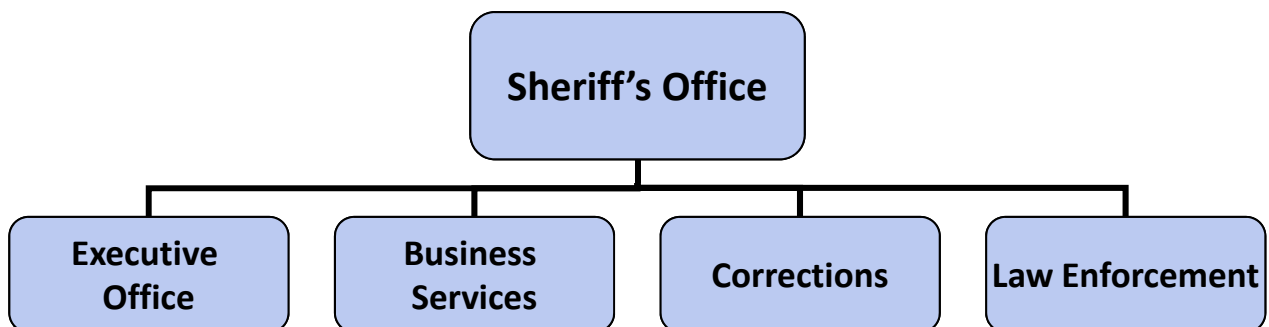 Sheriff’s Office
Executive
Office
Business
Services
Corrections
Law Enforcement